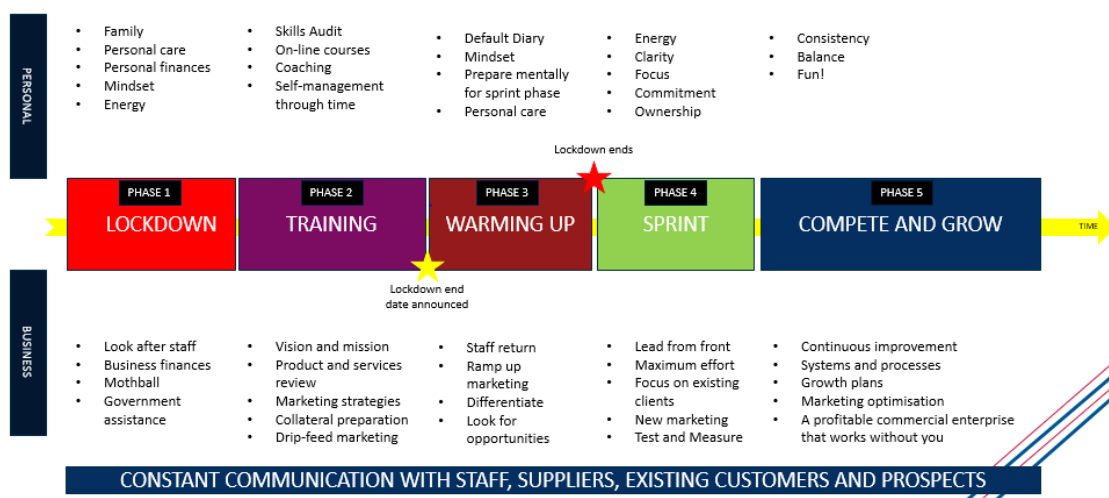 PERSONAL
• Family
• Personal care
• Personal finances
• Mindset
• Energy
• Skills Audit
• On-line courses
• Coaching
• Self-management
through time
• Default Diary
• Mindset
• Prepare mentally
for sprint phase
• Personal care
• Energy
• Clarity
• Focus
• Commitment
• Ownership
• Consistency
• Balance
• Fun!
Lockdown ends
PHASE 1
LOCKDOWN
PHASE 2
TRAINING
PHASE 3
WARMING UP
PHASE 4
SPRINT
PHASE 5
COMPETE AND GROW
TIME
Lockdown end
date announced
BUSINESS
• Look after staff
• Business finances
• Mothball
• Government
assistance
• Vision and mission
• Product and services
review
• Marketing strategies
• Collateral preparation
• Drip-feed marketing
• Staff return
• Ramp up
marketing
• Differentiate
• Look for
opportunities
• Lead from front
• Maximum effort
• Focus on existing
clients
• New marketing
• Test and Measure
• Continuous improvement
• Systems and processes
• Growth plans
• Marketing optimisation
• A profitable commercial enterprise
that works without you
CONSTANT COMMUNICATION WITH STAFF, SUPPLIERS, EXISTING CUSTOMERS AND PROSPECTS